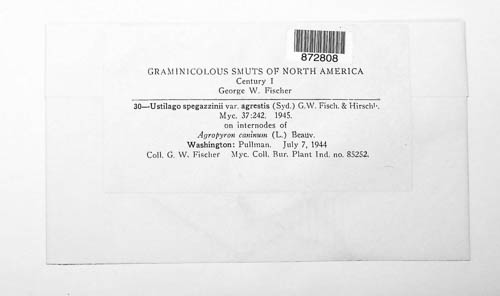 872808
GRAMINICOLOUS SMUTS OF NORTH AMERICA
Century I
George W. Fischer
30—Ustilago spegazzinii var. agrestis (Syd.) G.W. Fisch. & Hirschh.
Myc. 37:242, 1945.
on internodes of
Agropyron caninum (L.) Beauv.
Washington: Pullman. July 7, 1944
Coll. G. W. Fischer Myc. Coll. Bur. Plant Ind. no. 85252.